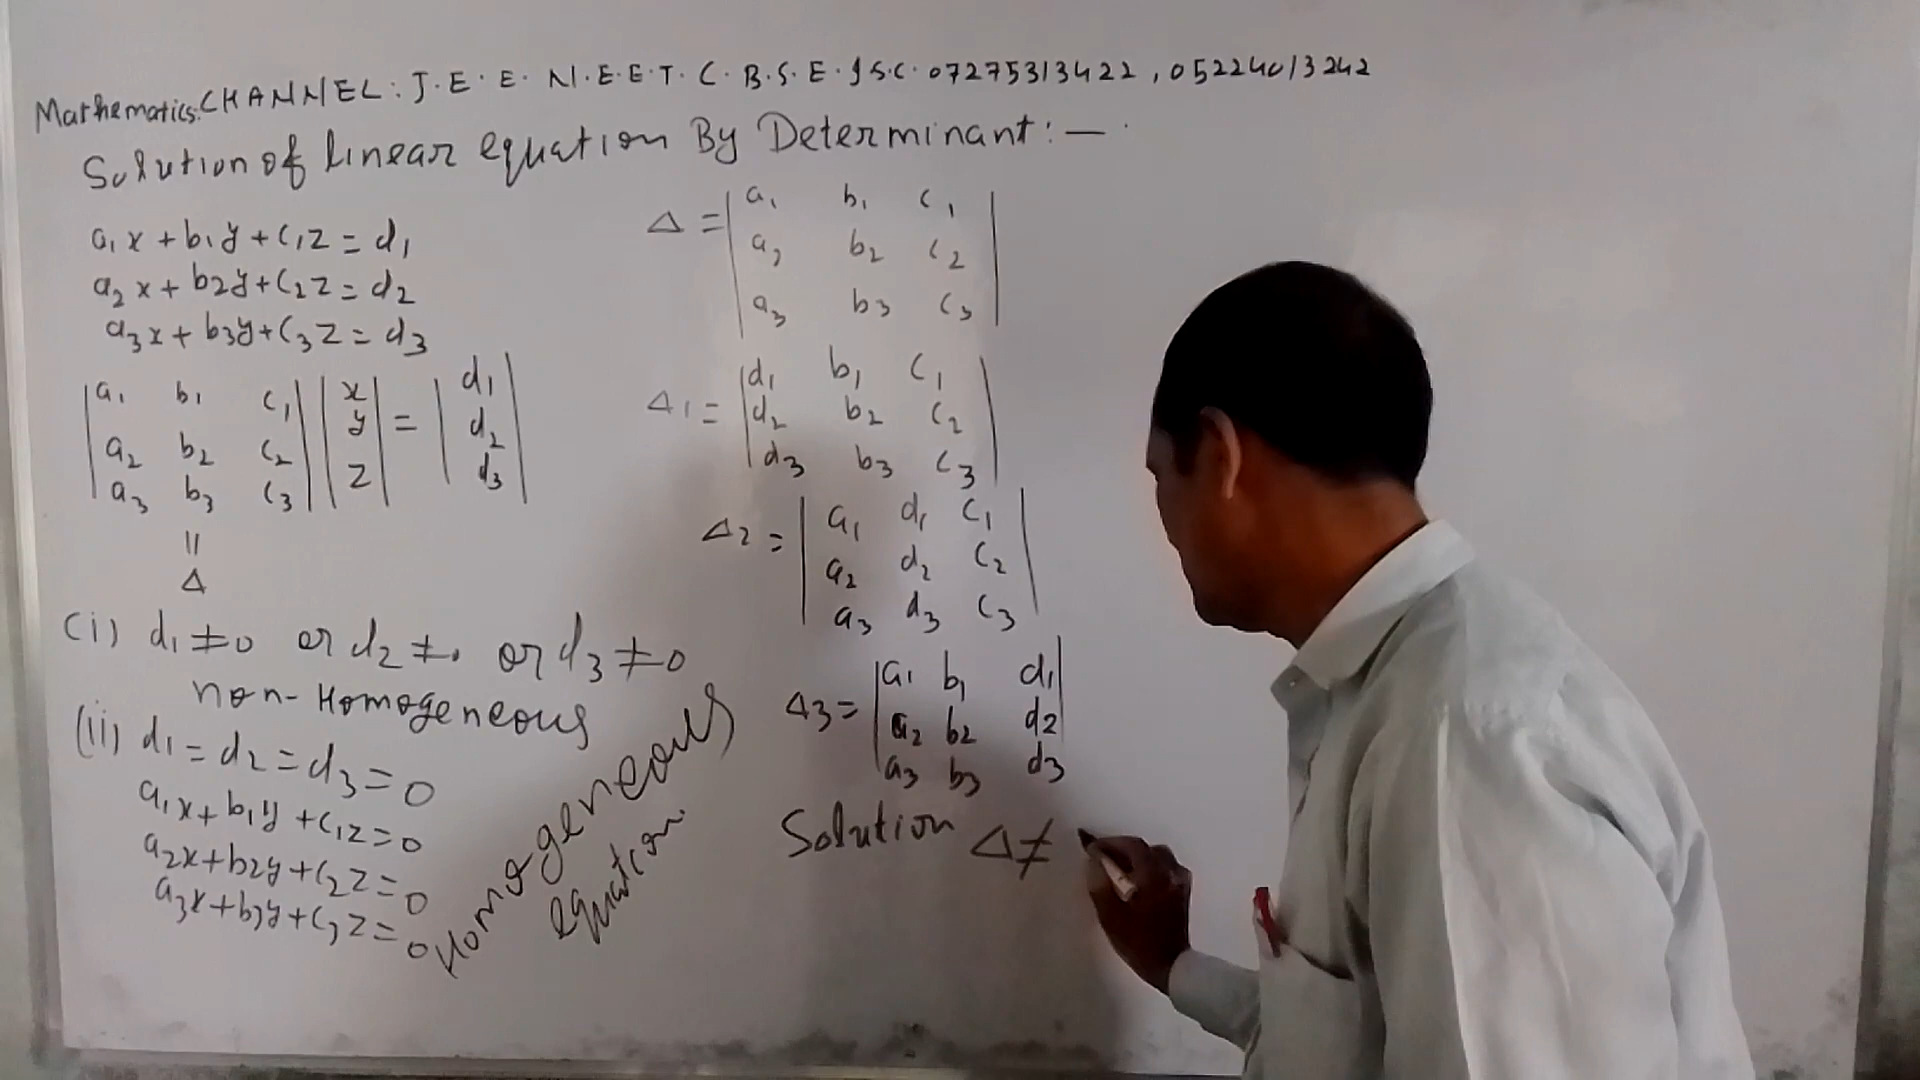 Mathematics: CHANNEL: J.E.E. N.E.E.T. C.B.S.E. I.S.C. 07275313422, 05224013242
Solution of linear equation By Determinant: —
a₁x + b₁y + c₁z = d₁
a₂x + b₂y + c₂z = d₂
a₃x + b₃y + c₃z = d₃
| a₁ b₁ c₁ | | x | = | d₁ |
| a₂ b₂ c₂ | | y | | d₂ |
| a₃ b₃ c₃ | | z | | d₃ |
=
Δ
(i) d₁ ≠ 0 or d₂ ≠ 0 or d₃ ≠ 0
non-Homogeneous
(ii) d₁ = d₂ = d₃ = 0
a₁x + b₁y + c₁z = 0
a₂x + b₂y + c₂z = 0
a₃x + b₃y + c₃z = 0
Homogeneous
equation.
Δ = | a₁ b₁ c₁ |
| a₂ b₂ c₂ |
| a₃ b₃ c₃ |
Δ₁ = | d₁ b₁ c₁ |
| d₂ b₂ c₂ |
| d₃ b₃ c₃ |
Δ₂ = | a₁ d₁ c₁ |
| a₂ d₂ c₂ |
| a₃ d₃ c₃ |
Δ₃ = | a₁ b₁ d₁ |
| a₂ b₂ d₂ |
| a₃ b₃ d₃ |
Solution Δ ≠